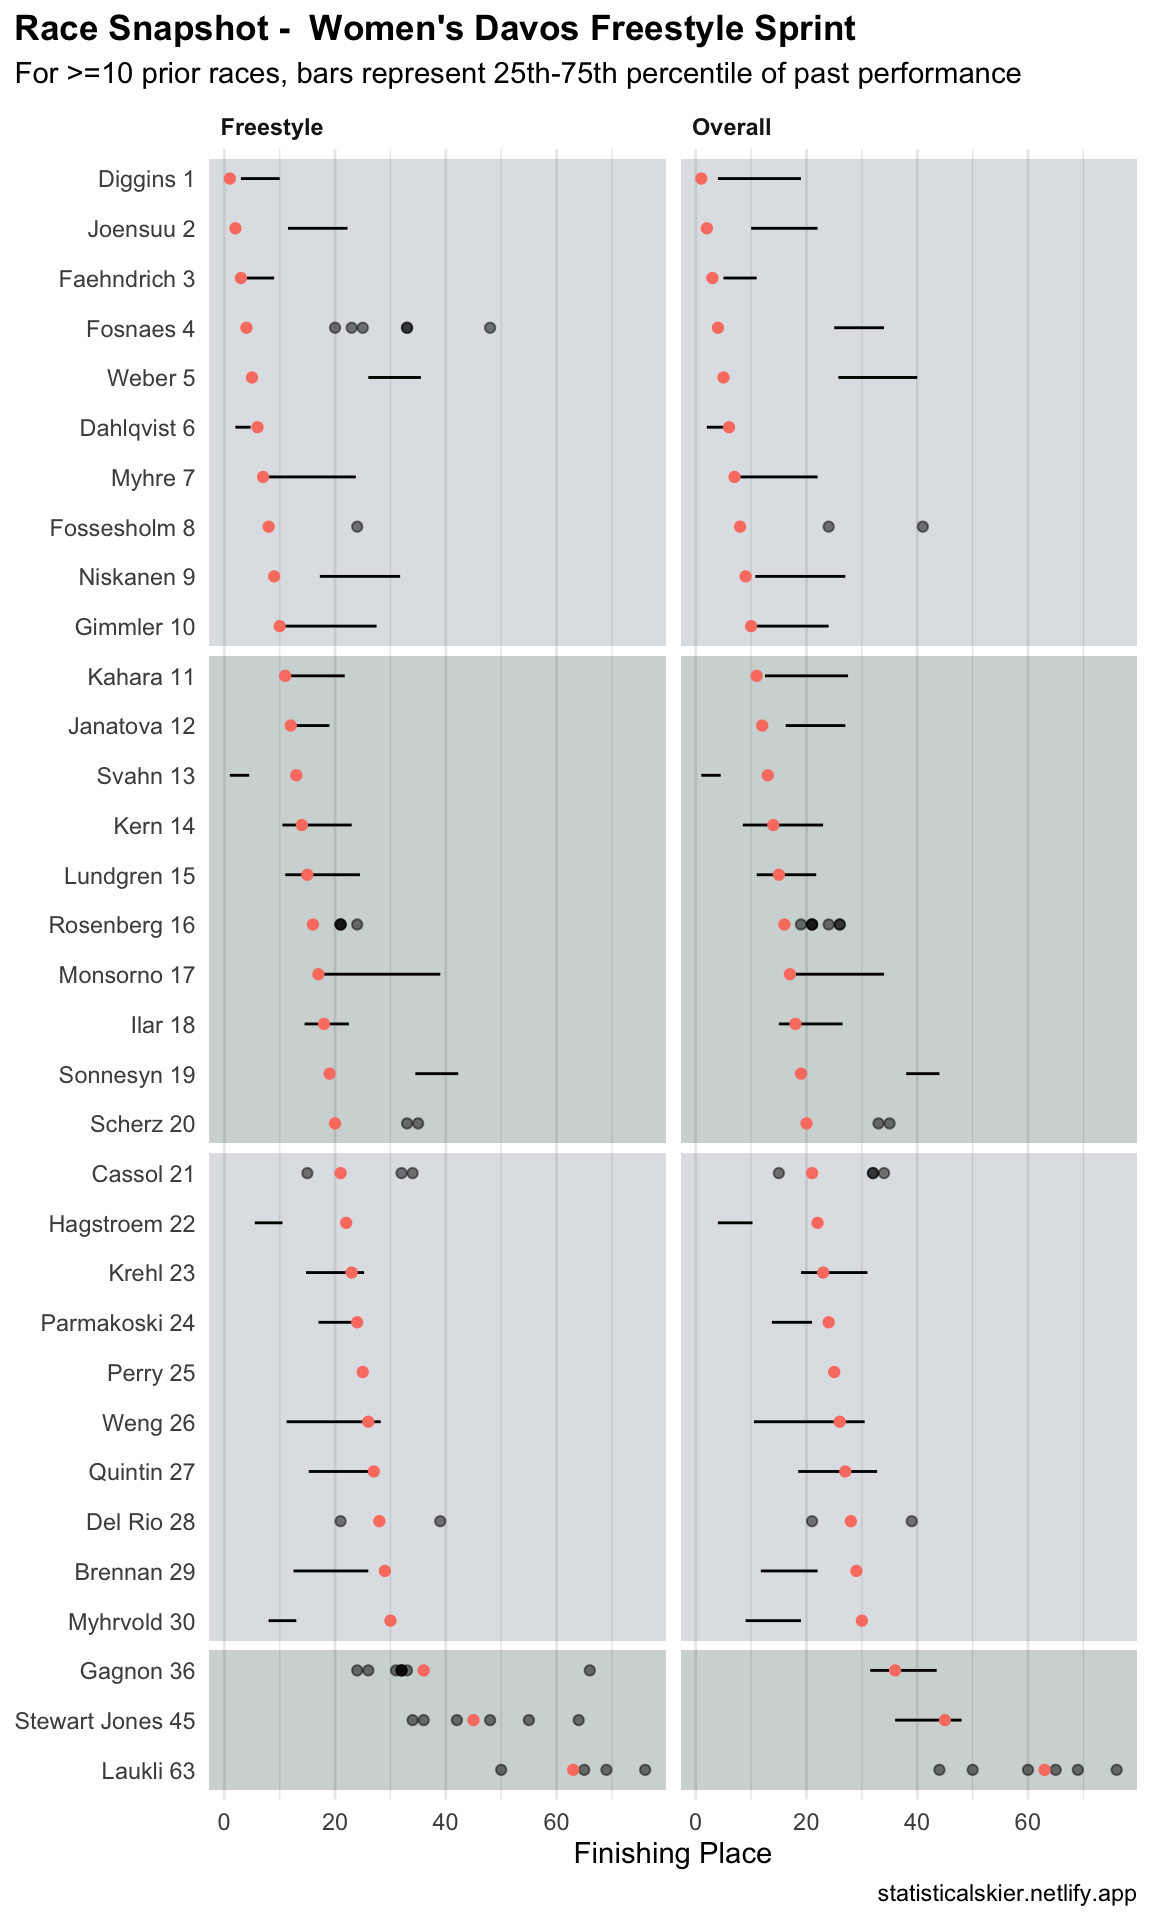 Race Snapshot -  Women's Davos Freestyle Sprint
For >=10 prior races, bars represent 25th-75th percentile of past performance
Freestyle Overall
Diggins 1
Joensuu 2
Faehndrich 3
Fosnaes 4
Weber 5
Dahlqvist 6
Myhre 7
Fossesholm 8
Niskanen 9
Gimmler 10
Kahara 11
Janatova 12
Svahn 13
Kern 14
Lundgren 15
Rosenberg 16
Monsorno 17
Ilar 18
Sonnesyn 19
Scherz 20
Cassol 21
Hagstroem 22
Krehl 23
Parmakoski 24
Perry 25
Weng 26
Quintin 27
Del Rio 28
Brennan 29
Myhrvold 30
Gagnon 36
Stewart Jones 45
Laukli 63
0 20 40 60 0 20 40 60
Finishing Place
statisticalskier.netlify.app